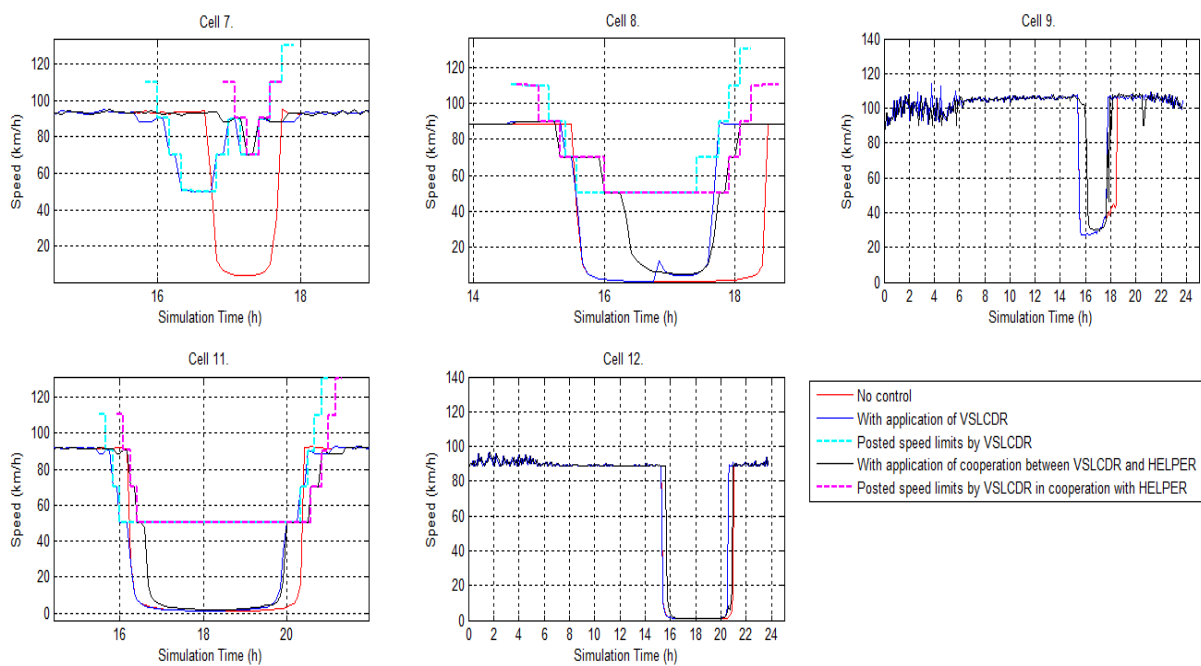 Cell 7.
Speed (km/h)
120
100
80
60
40
20
16
18
Simulation Time (h)
Cell 8.
Speed (km/h)
120
100
80
60
40
20
14
16
18
Simulation Time (h)
Cell 9.
Speed (km/h)
140
120
100
80
60
40
20
0
0 2 4 6 8 10 12 14 16 18 20 22 24
Simulation Time (h)
Cell 11.
Speed (km/h)
120
100
80
60
40
20
0
16
18
20
Simulation Time (h)
Cell 12.
Speed (km/h)
140
120
100
80
60
40
20
0
0 2 4 6 8 10 12 14 16 18 20 22 24
Simulation Time (h)
No control
With application of VSLCDR
Posted speed limits by VSLCDR
With application of cooperation between VSLCDR and HELPER
Posted speed limits by VSLCDR in cooperation with HELPER